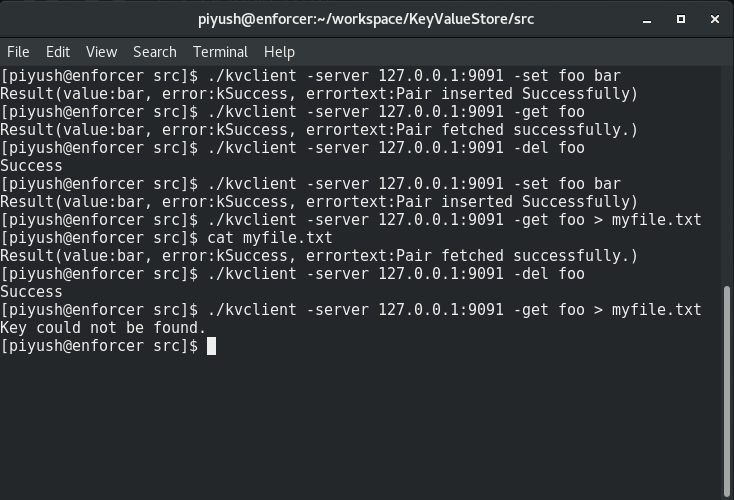 piyush@enforcer:~/workspace/KeyValueStore/src
File Edit View Search Terminal Help
[piyush@enforcer src]$ ./kvclient -server 127.0.0.1:9091 -set foo bar
Result(value:bar, error:kSuccess, errortext:Pair inserted Successfully)
[piyush@enforcer src]$ ./kvclient -server 127.0.0.1:9091 -get foo
Result(value:bar, error:kSuccess, errortext:Pair fetched successfully.)
[piyush@enforcer src]$ ./kvclient -server 127.0.0.1:9091 -del foo
Success
[piyush@enforcer src]$ ./kvclient -server 127.0.0.1:9091 -set foo bar
Result(value:bar, error:kSuccess, errortext:Pair inserted Successfully)
[piyush@enforcer src]$ ./kvclient -server 127.0.0.1:9091 -get foo > myfile.txt
[piyush@enforcer src]$ cat myfile.txt
Result(value:bar, error:kSuccess, errortext:Pair fetched successfully.)
[piyush@enforcer src]$ ./kvclient -server 127.0.0.1:9091 -del foo
Success
[piyush@enforcer src]$ ./kvclient -server 127.0.0.1:9091 -get foo > myfile.txt
Key could not be found.
[piyush@enforcer src]$